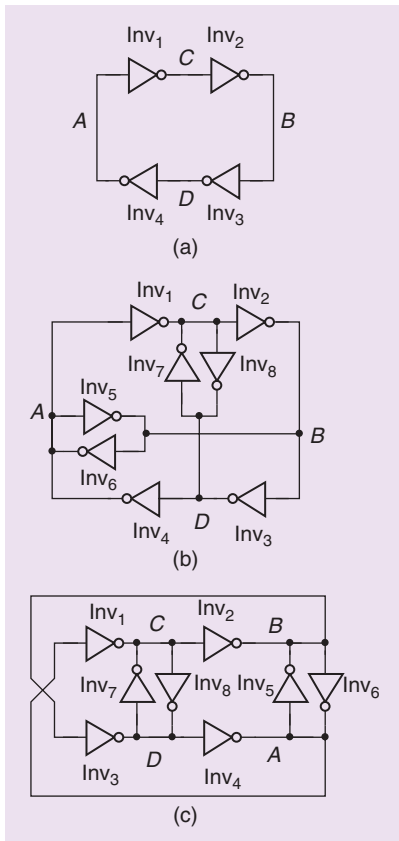 Inv1 C Inv2
A B
D
Inv4 Inv3
(a)
Inv1 C Inv2
Inv7 Inv8
A Inv5
B
Inv6
Inv4 D Inv3
(b)
Inv1 C Inv2 B
Inv7 Inv8 Inv5 Inv6
Inv3 D Inv4 A
(c)